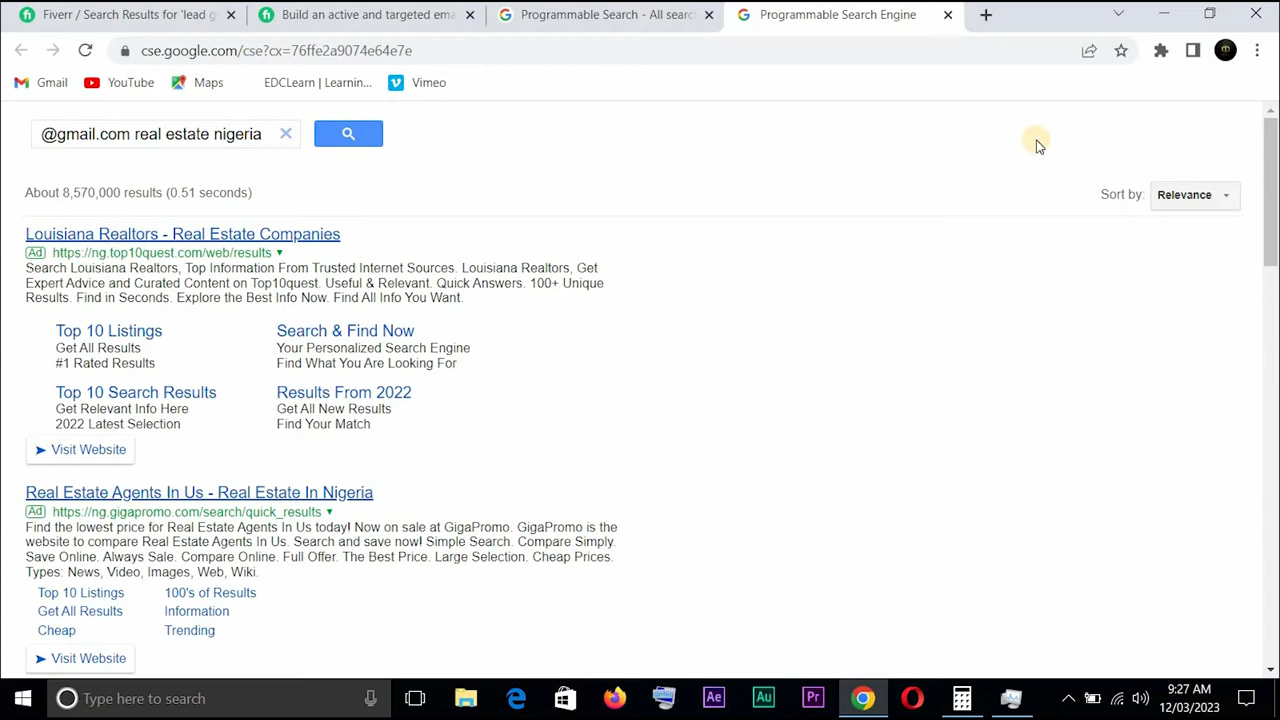 Fiverr / Search Results for 'lead g
Build an active and targeted ema
Programmable Search - All searc
Programmable Search Engine
cse.google.com/cse?cx=76ffe2a9074e64e7e
Gmail
YouTube
Maps
EDCLearn | Learnin...
Vimeo
@gmail.com real estate nigeria
About 8,570,000 results (0.51 seconds)
Sort by:
Relevance
Louisiana Realtors - Real Estate Companies
Ad https://ng.top10quest.com/web/results
Search Louisiana Realtors, Top Information From Trusted Internet Sources. Louisiana Realtors, Get
Expert Advice and Curated Content on Top10quest. Useful & Relevant. Quick Answers. 100+ Unique
Results. Find in Seconds. Explore the Best Info Now. Find All Info You Want.
Top 10 Listings
Get All Results
#1 Rated Results
Search & Find Now
Your Personalized Search Engine
Find What You Are Looking For
Top 10 Search Results
Get Relevant Info Here
2022 Latest Selection
Results From 2022
Get All New Results
Find Your Match
Visit Website
Real Estate Agents In Us - Real Estate In Nigeria
Ad https://ng.gigapromo.com/search/quick_results
Find the lowest price for Real Estate Agents In Us today! Now on sale at GigaPromo. GigaPromo is the
website to compare Real Estate Agents In Us. Search and save now! Simple Search. Compare Simply.
Save Online. Always Sale. Compare Online. Full Offer. The Best Price. Large Selection. Cheap Prices.
Types: News, Video, Images, Web, Wiki.
Top 10 Listings
100's of Results
Get All Results
Information
Cheap
Trending
Visit Website
Type here to search
Ae
Au
Pr
9:27 AM
12/03/2023